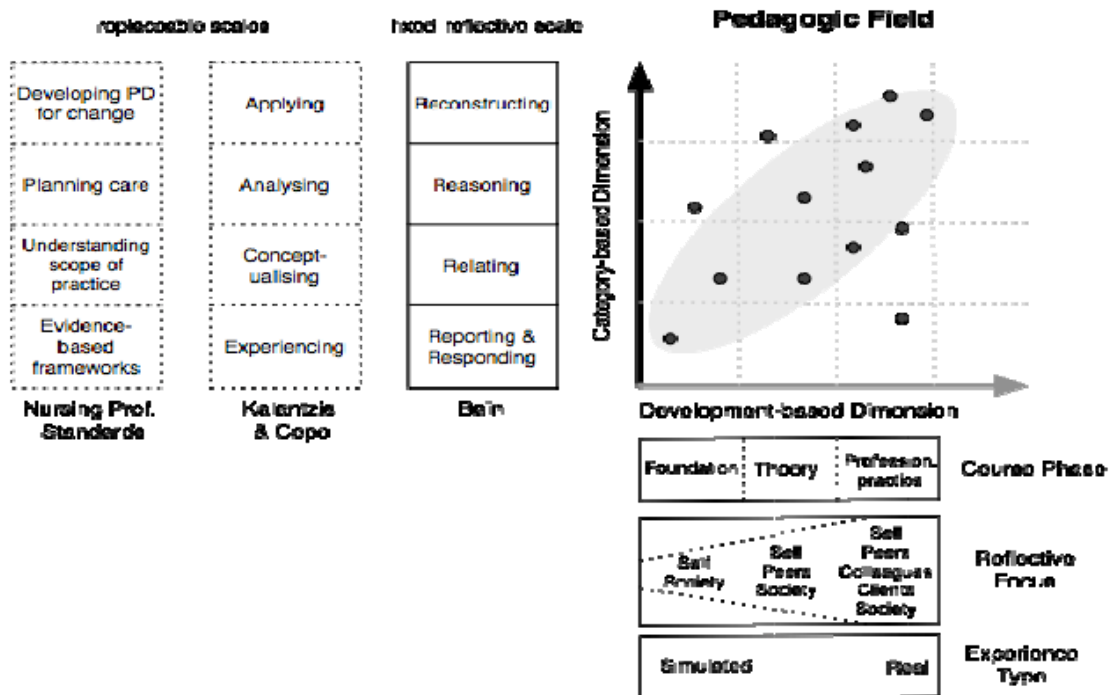 replaceable scales
fixed reflective scale
Pedagogic Field
Developing IPD
for change
Applying
Reconstructing
Planning care
Analysing
Reasoning
Understanding
scope of
practice
Concept-
ualising
Relating
Evidence-
based
frameworks
Experiencing
Reporting &
Responding
Nursing Prof.
Standards
Kalantzis
& Cope
Bain
Category-based Dimension
Development-based Dimension
Foundation
Theory
Profession.
practice
Course Phase
Self
Society
Self
Peers
Society
Self
Peers
Colleagues
Clients
Society
Reflective
Focus
Simulated
Real
Experience
Type